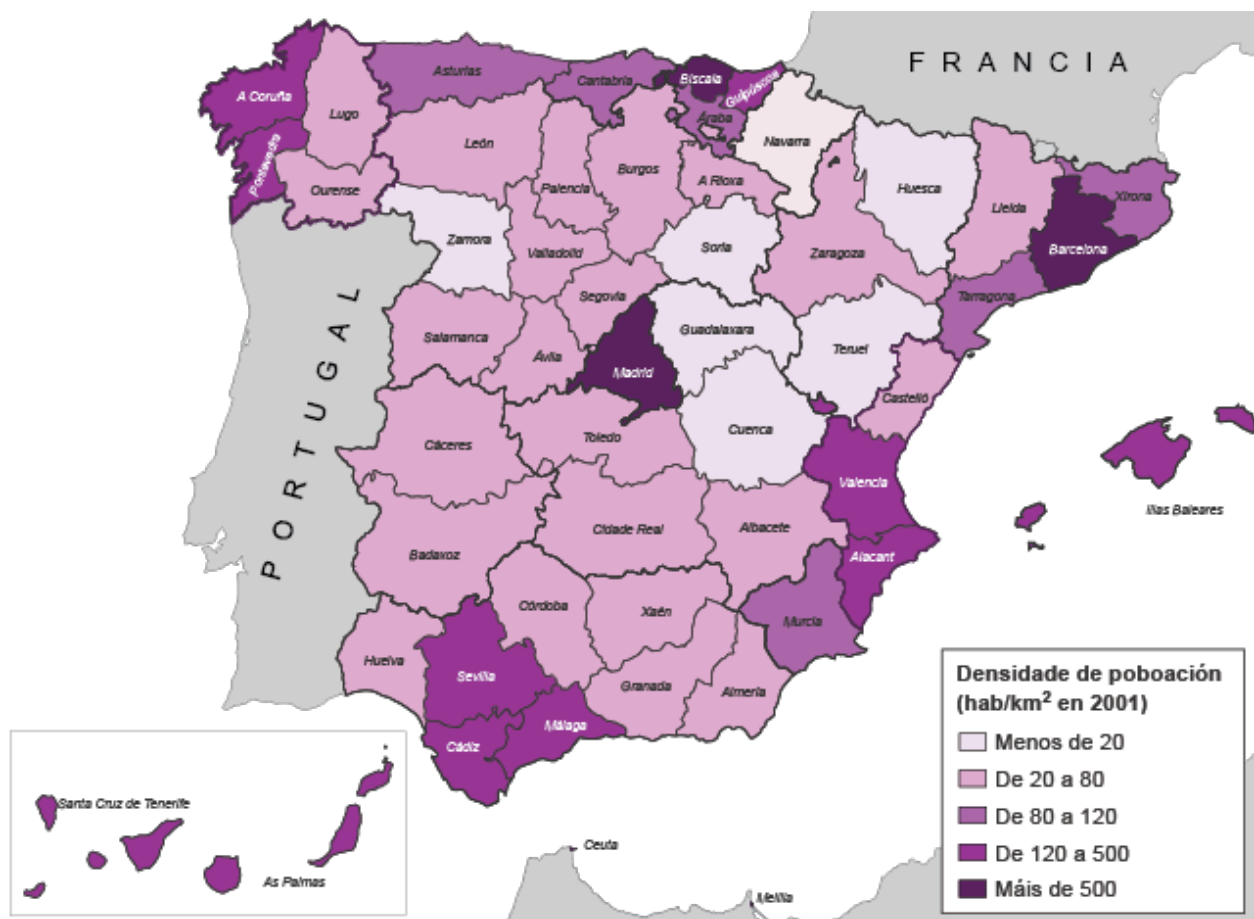 FRANCIA
PORTUGAL
A Coruña
Lugo
Pontevedra
Ourense
Asturias
Cantabria
Biscaia
Guipúscoa
Araba
Navarra
León
Palencia
Burgos
A Rioxa
Huesca
Lleida
Xirona
Barcelona
Zamora
Valladolid
Soria
Zaragoza
Tarragona
Segovia
Salamanca
Ávila
Madrid
Guadalaxara
Teruel
Castelló
Cáceres
Toledo
Cuenca
Valencia
Illas Baleares
Badaxoz
Cidade Real
Albacete
Alacant
Córdoba
Xaén
Murcia
Huelva
Sevilla
Granada
Almería
Málaga
Cádiz
Santa Cruz de Tenerife
As Palmas
Ceuta
Melilla
Densidade de poboación
(hab/km² en 2001)
Menos de 20
De 20 a 80
De 80 a 120
De 120 a 500
Máis de 500